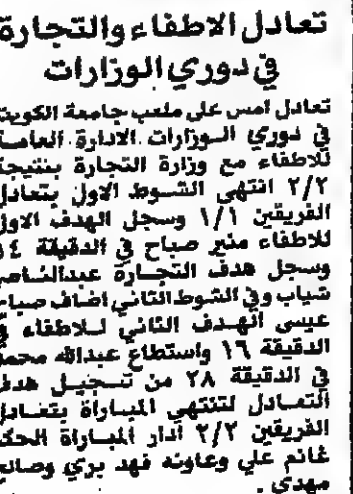 تعادل الاطفاء والتجارة
في دوري الوزارات
تعادل امس على ملعب جامعة الكويت
في دوري الوزارات الادارة العامة
للاطفاء مع وزارة التجارة بنتيجة
٢/٢ انتهى الشوط الاول بتعادل
الفريقين ١/١ وسجل الهدف الاول
للاطفاء منير صباح في الدقيقة ١٤
وسجل هدف التجارة عبدالناصر
شياب وفي الشوط الثاني اضاف صباح
عيسى الهدف الثاني للاطفاء في
الدقيقة ١٦ واستطاع عبدالله محمد
في الدقيقة ٢٨ من تسجيل هدف
التعادل لتنتهي المباراة بتعادل
الفريقين ٢/٢ ادار المباراة الحكم
غانم علي وعاونه فهد بري وصالح
مهدي .